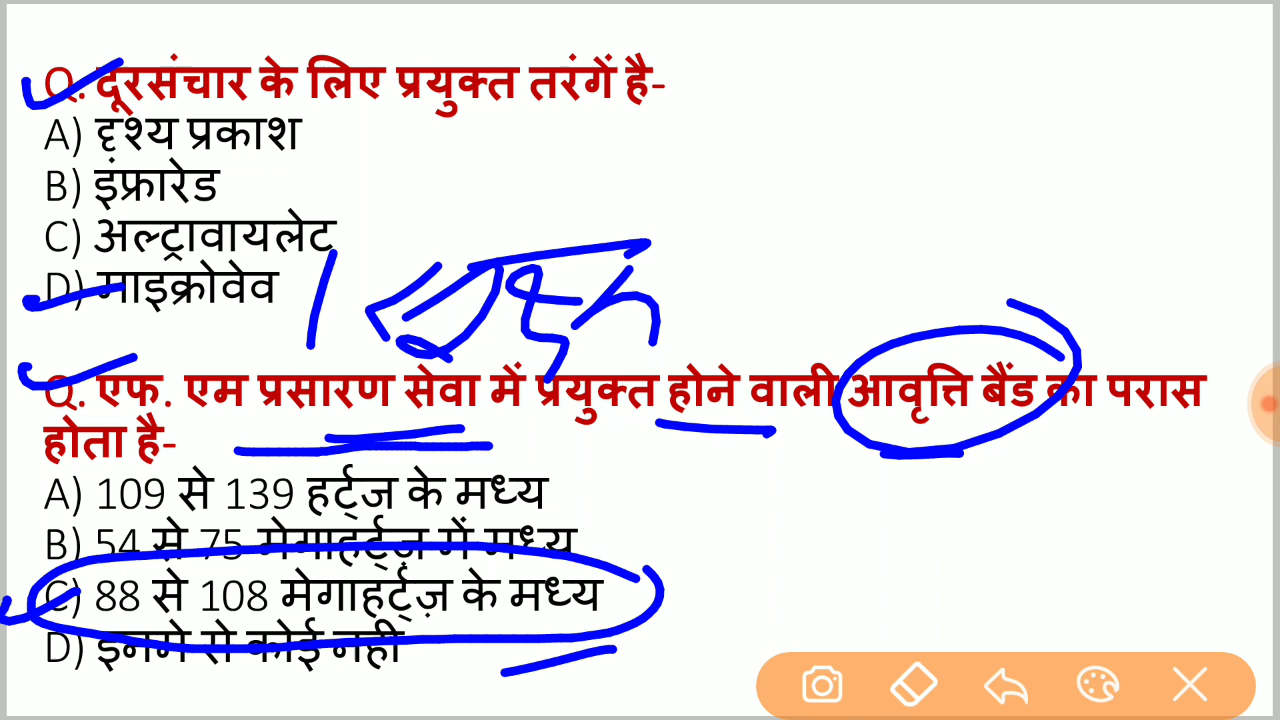 Q. दूरसंचार के लिए प्रयुक्त तरंगें है-
A) दृश्य प्रकाश
B) इंफ्रारेड
C) अल्ट्रावायलेट
D) माइक्रोवेव
Q. एफ. एम प्रसारण सेवा में प्रयुक्त होने वाली आवृत्ति बैंड का परास
होता है-
A) 109 से 139 हर्ट्ज के मध्य
B) 54 से 75 मेगाहर्ट्ज़ में मध्य
C) 88 से 108 मेगाहर्ट्ज़ के मध्य
D) इनमे से कोई नही